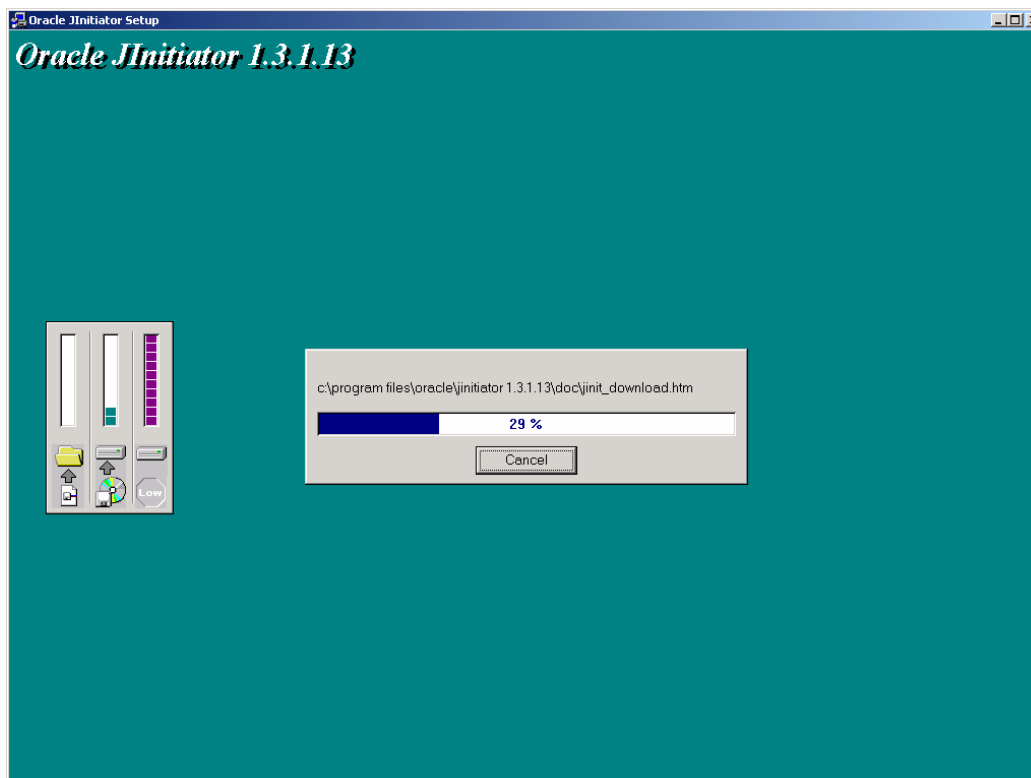 Oracle JInitiator Setup
Oracle JInitiator 1.3.1.13
c:\program files\oracle\jinitiator 1.3.1.13\doc\jinit_download.htm
29 %
Cancel
Low